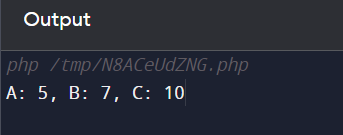 Output
php /tmp/N8ACeUdZNG.php
A: 5, B: 7, C: 10